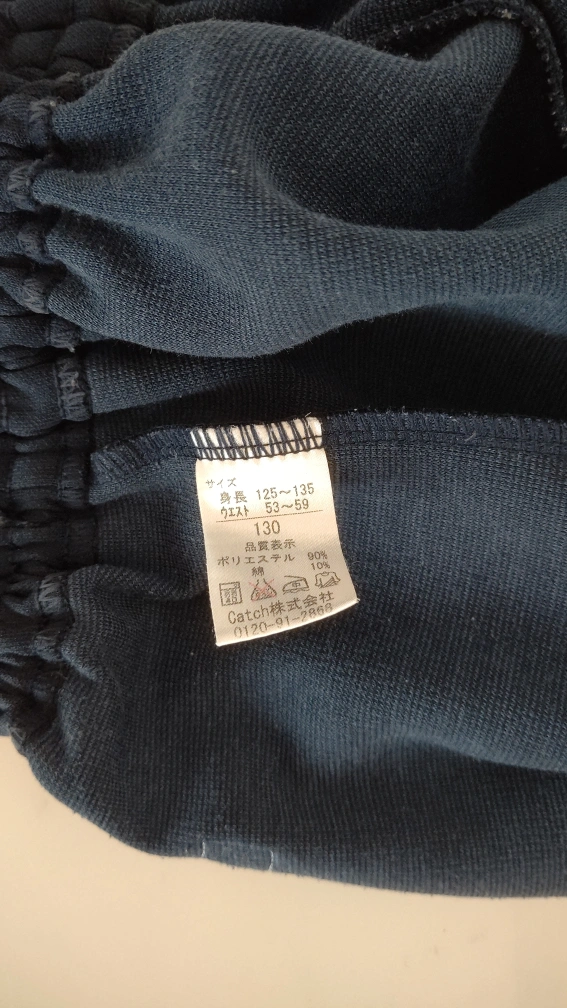 サイズ
身長 125～135
ウエスト 53～59
130
品質表示
ポリエステル 90%
綿 10%
Catch株式会社
0120-91-2868